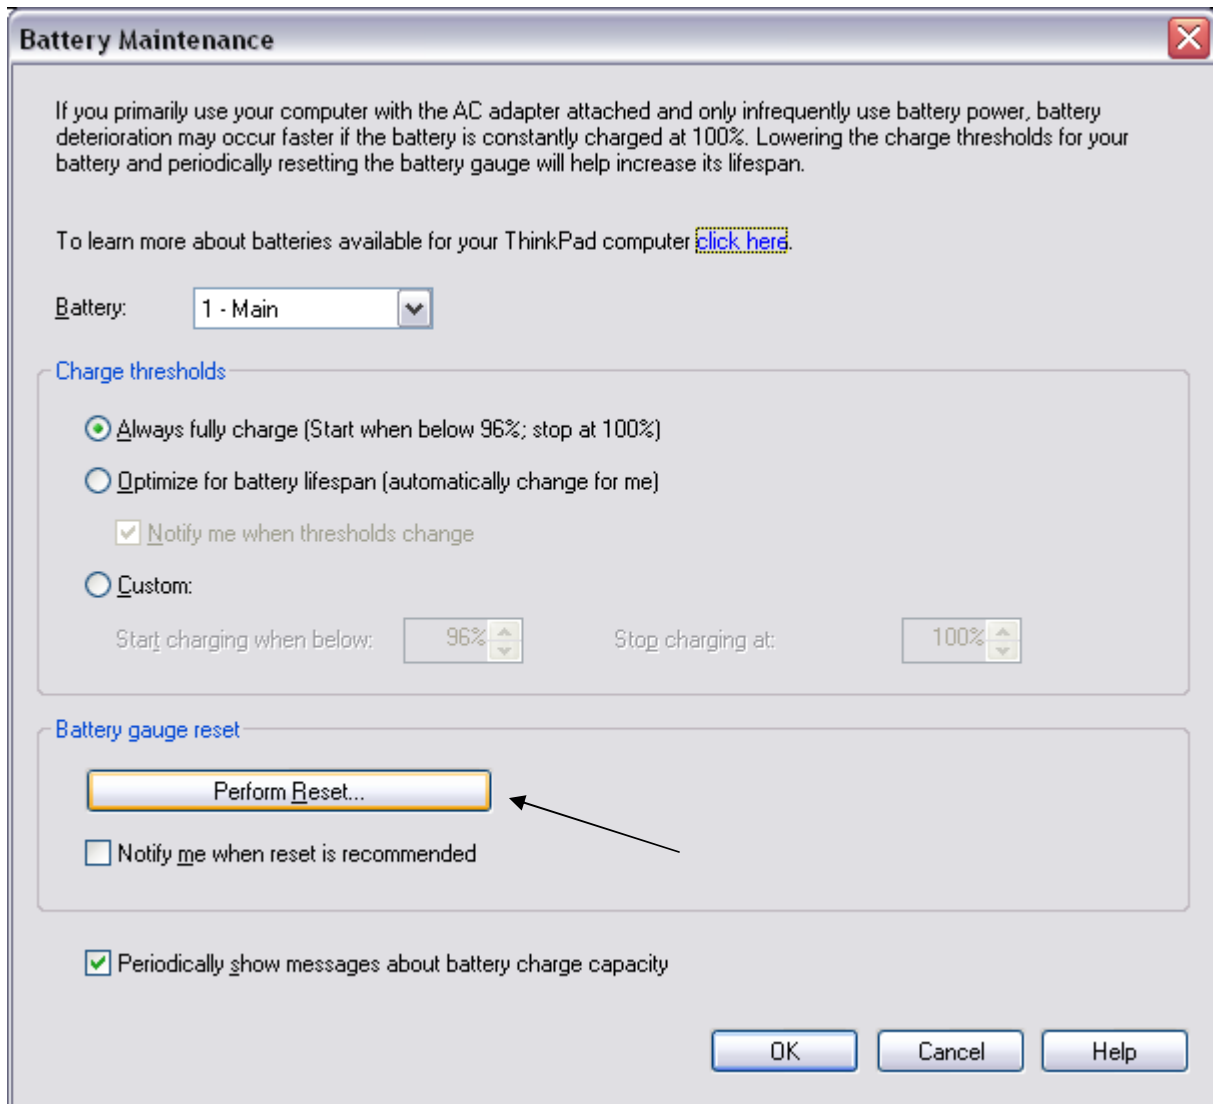 Battery Maintenance
If you primarily use your computer with the AC adapter attached and only infrequently use battery power, battery
deterioration may occur faster if the battery is constantly charged at 100%. Lowering the charge thresholds for your
battery and periodically resetting the battery gauge will help increase its lifespan.
To learn more about batteries available for your ThinkPad computer click here.
Battery: 1 - Main
Charge thresholds
Always fully charge (Start when below 96%; stop at 100%)
Optimize for battery lifespan (automatically change for me)
Notify me when thresholds change
Custom:
Start charging when below: 96% Stop charging at: 100%
Battery gauge reset
Perform Reset...
Notify me when reset is recommended
Periodically show messages about battery charge capacity
OK Cancel Help